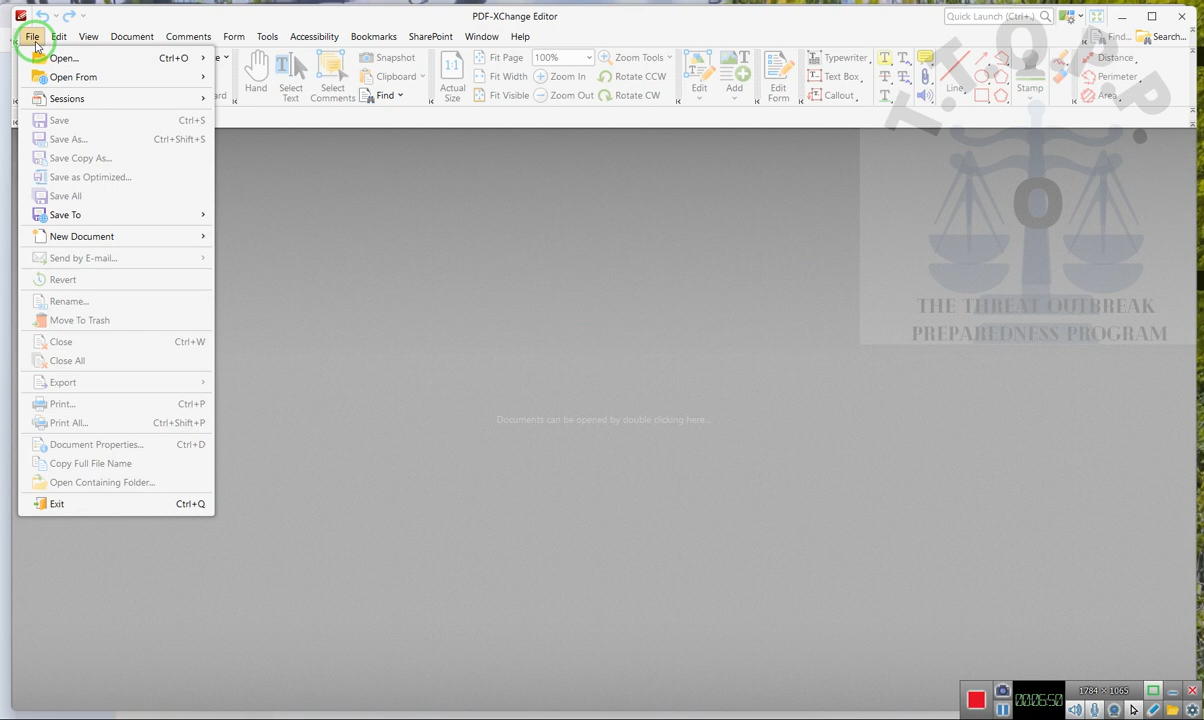 PDF-XChange Editor
Quick Launch (Ctrl+.)
File Edit View Document Comments Form Tools Accessibility Bookmarks SharePoint Window Help
Find... Search...
Open... Ctrl+O
Open From
Sessions
Save Ctrl+S
Save As... Ctrl+Shift+S
Save Copy As...
Save as Optimized...
Save All
Save To
New Document
Send by E-mail...
Revert
Rename...
Move To Trash
Close Ctrl+W
Close All
Export
Print... Ctrl+P
Print All... Ctrl+Shift+P
Document Properties... Ctrl+D
Copy Full File Name
Open Containing Folder...
Exit Ctrl+Q
Hand
Select Text
Select Comments
Snapshot
Clipboard
Find
Actual Size
1:1
Fit Page
Fit Width
Fit Visible
100%
Zoom In
Zoom Out
Zoom Tools
Rotate CCW
Rotate CW
Edit
Add
Edit Form
Typewriter
Text Box
Callout
Line
Stamp
Distance
Perimeter
Area
T.T.O.P.P.
O
THE THREAT OUTBREAK
PREPAREDNESS PROGRAM
Documents can be opened by double clicking here...
00:06:50
1784 × 1065